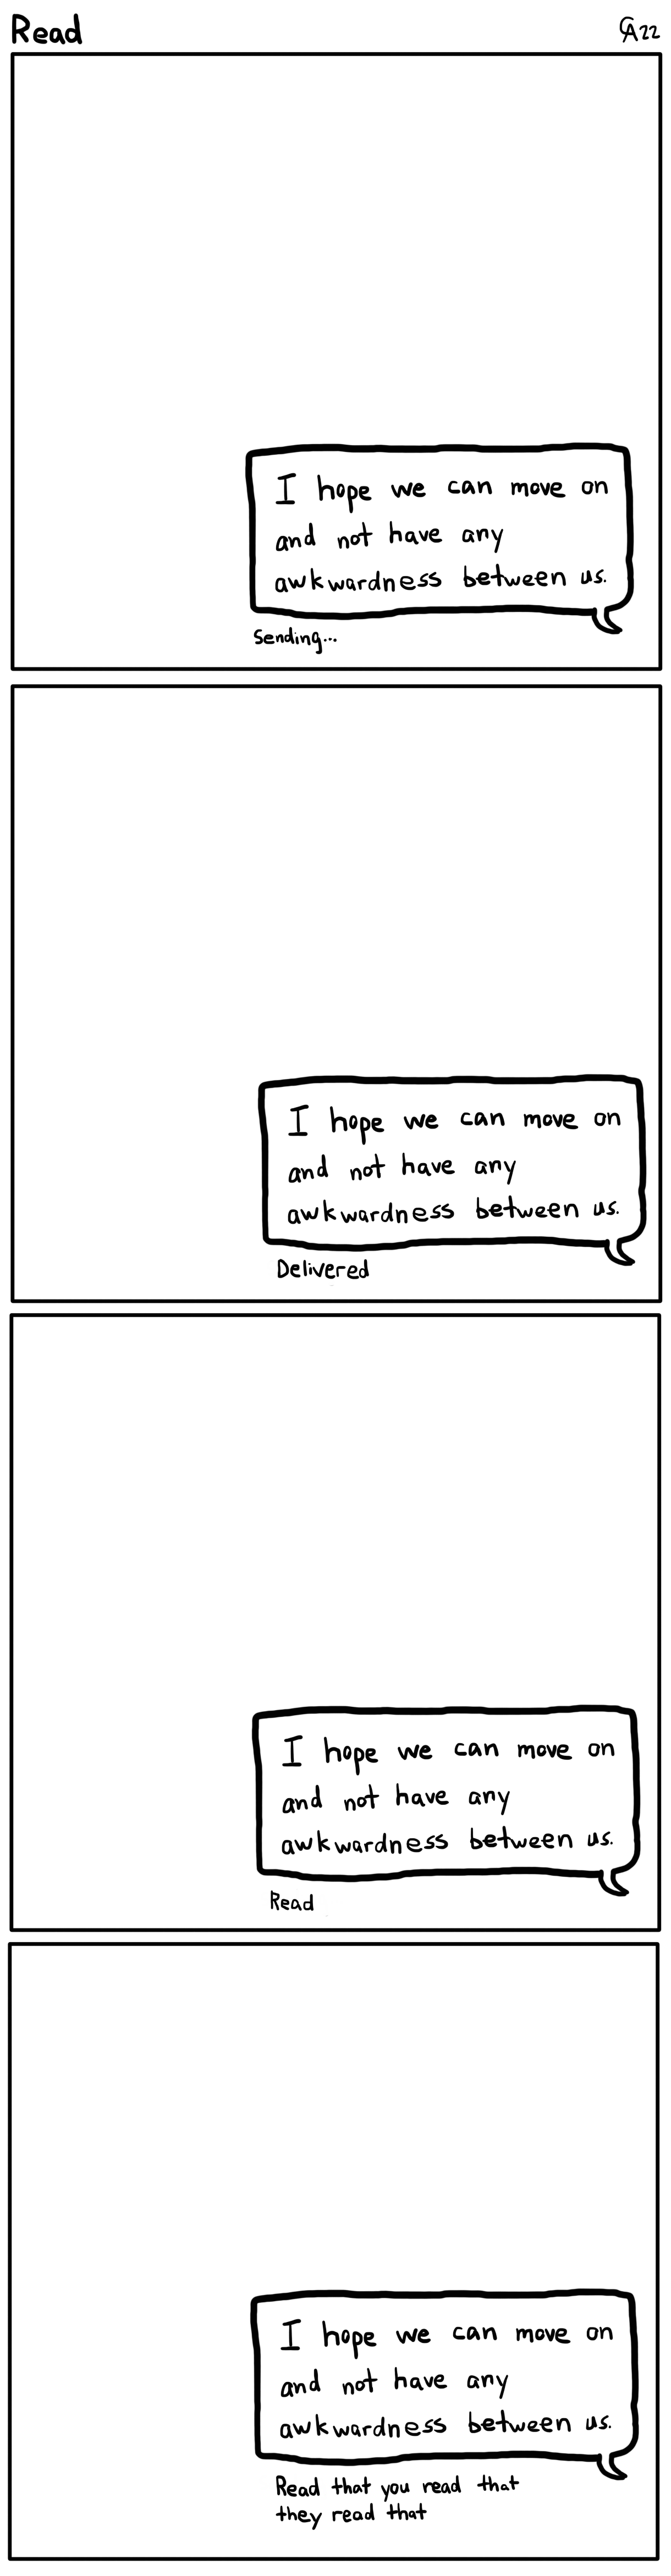 Read
CA 22
I hope we can move on
and not have any
awkwardness between us.
Sending...
I hope we can move on
and not have any
awkwardness between us.
Delivered
I hope we can move on
and not have any
awkwardness between us.
Read
I hope we can move on
and not have any
awkwardness between us.
Read that you read that
they read that